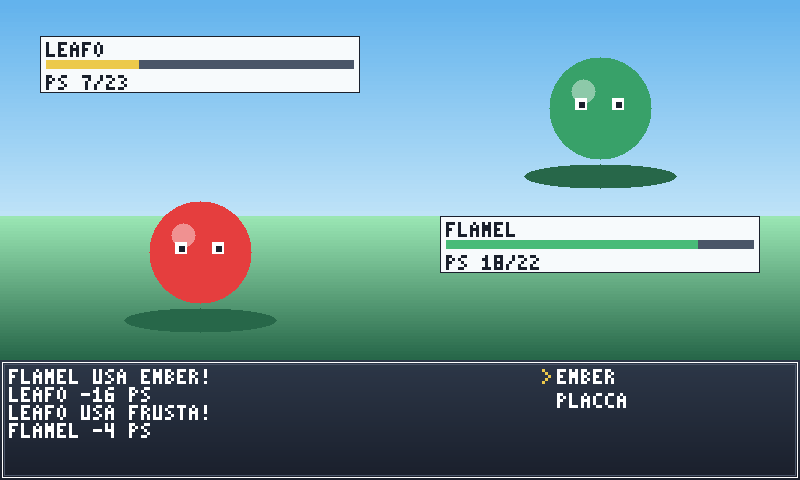 LEAFO
PS 7/23
FLAMEL
PS 18/22
FLAMEL USA EMBER!
LEAFO -16 PS
LEAFO USA FRUSTA!
FLAMEL -4 PS
> EMBER
PLACCA